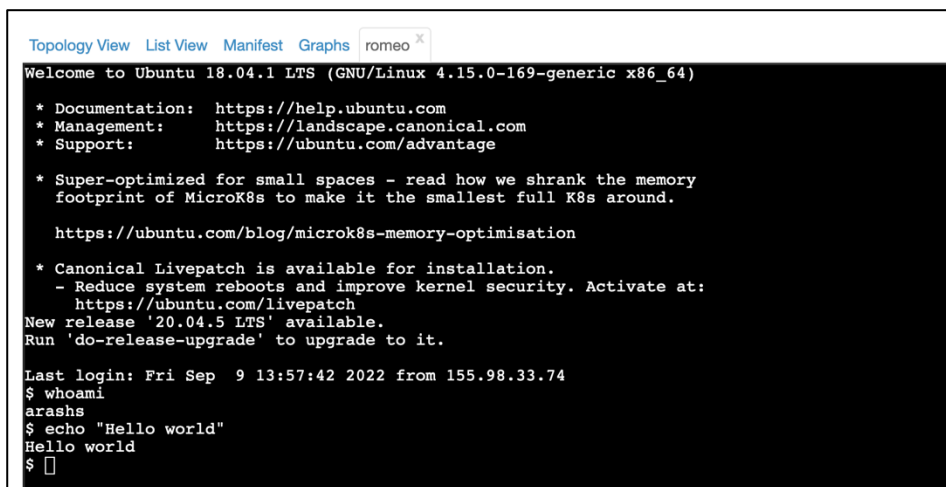 Topology View List View Manifest Graphs romeo x
Welcome to Ubuntu 18.04.1 LTS (GNU/Linux 4.15.0-169-generic x86_64)
* Documentation: https://help.ubuntu.com
* Management: https://landscape.canonical.com
* Support: https://ubuntu.com/advantage
* Super-optimized for small spaces - read how we shrank the memory
footprint of MicroK8s to make it the smallest full K8s around.
https://ubuntu.com/blog/microk8s-memory-optimisation
* Canonical Livepatch is available for installation.
- Reduce system reboots and improve kernel security. Activate at:
https://ubuntu.com/livepatch
New release '20.04.5 LTS' available.
Run 'do-release-upgrade' to upgrade to it.
Last login: Fri Sep 9 13:57:42 2022 from 155.98.33.74
$ whoami
arashs
$ echo "Hello world"
Hello world
$